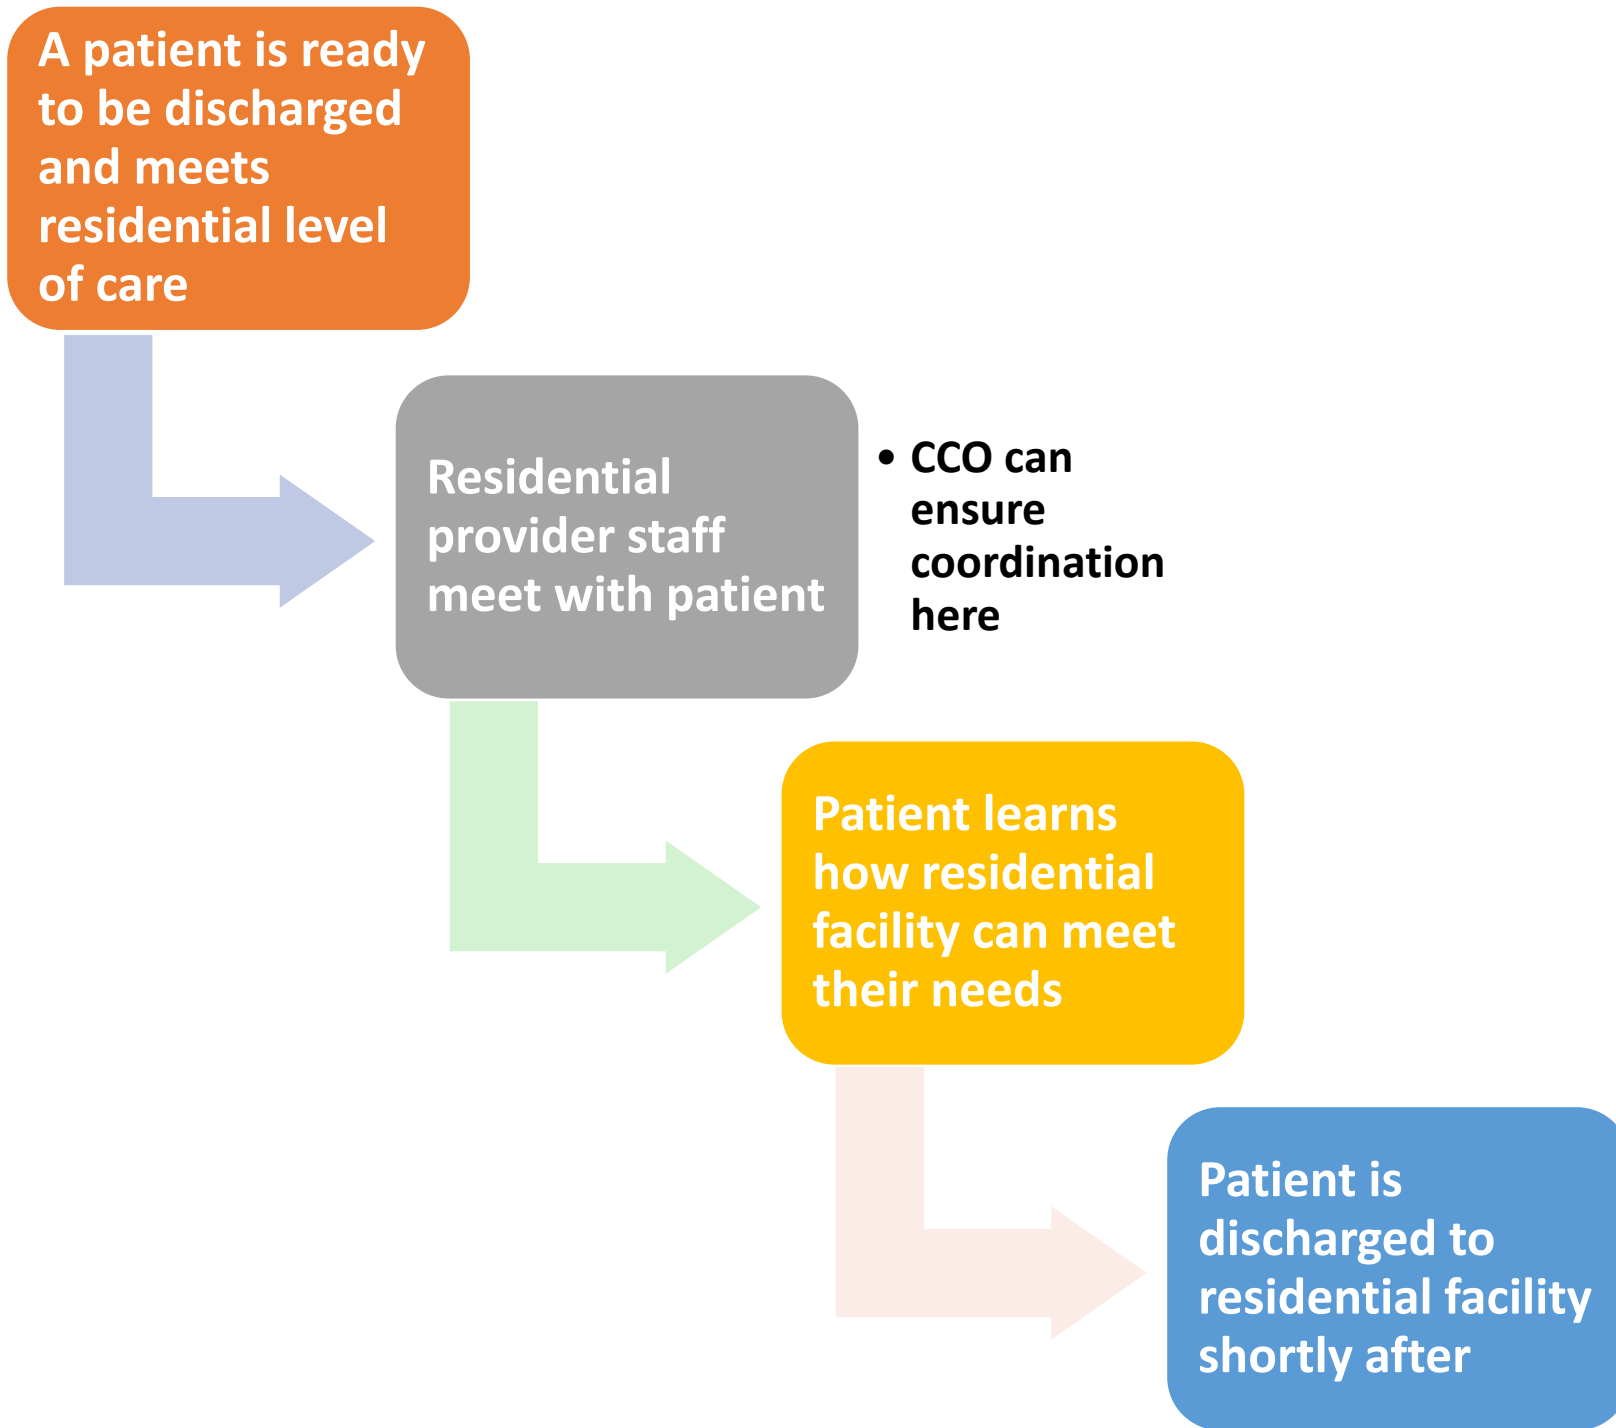 A patient is ready
to be discharged
and meets
residential level
of care
Residential
provider staff
meet with patient
• CCO can
ensure
coordination
here
Patient learns
how residential
facility can meet
their needs
Patient is
discharged to
residential facility
shortly after